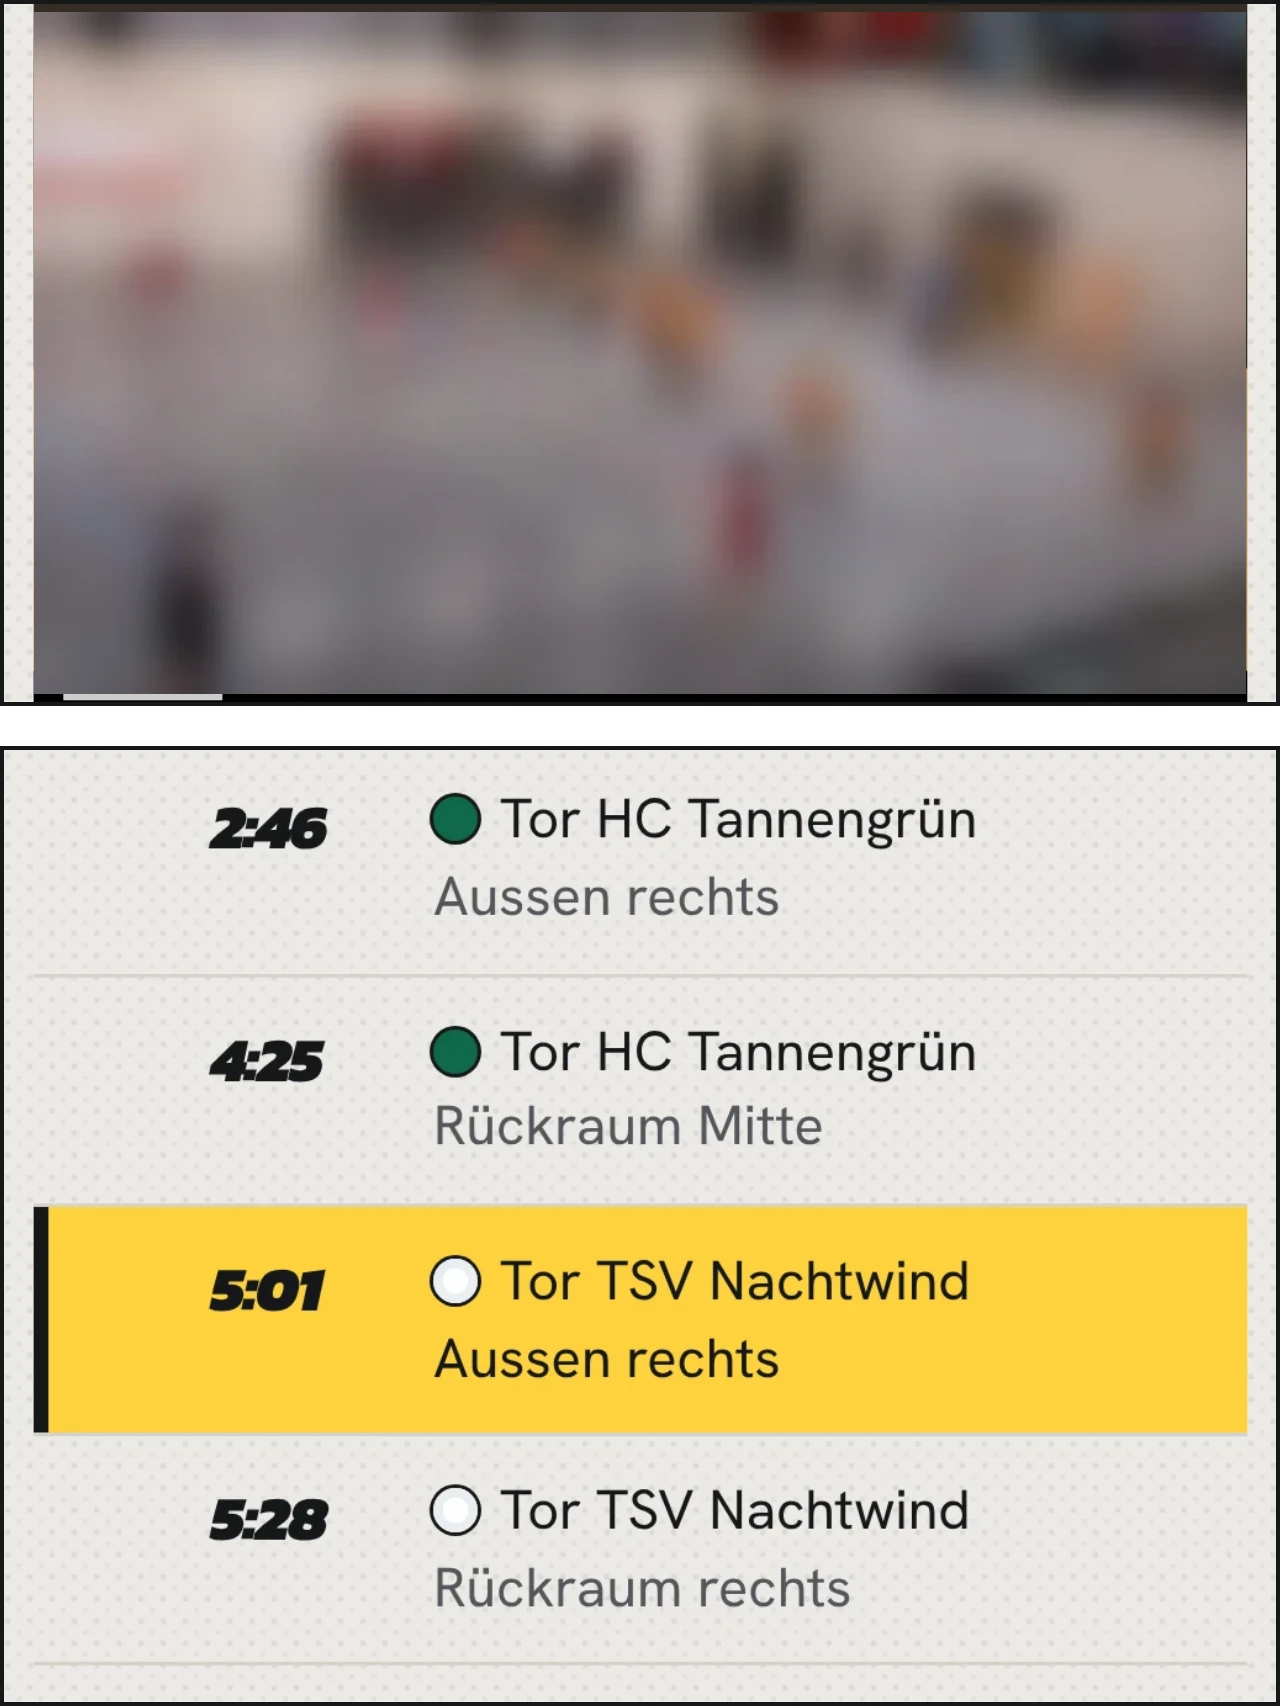 2:46 Tor HC Tannengrün
Aussen rechts
4:25 Tor HC Tannengrün
Rückraum Mitte
5:01 Tor TSV Nachtwind
Aussen rechts
5:28 Tor TSV Nachtwind
Rückraum rechts